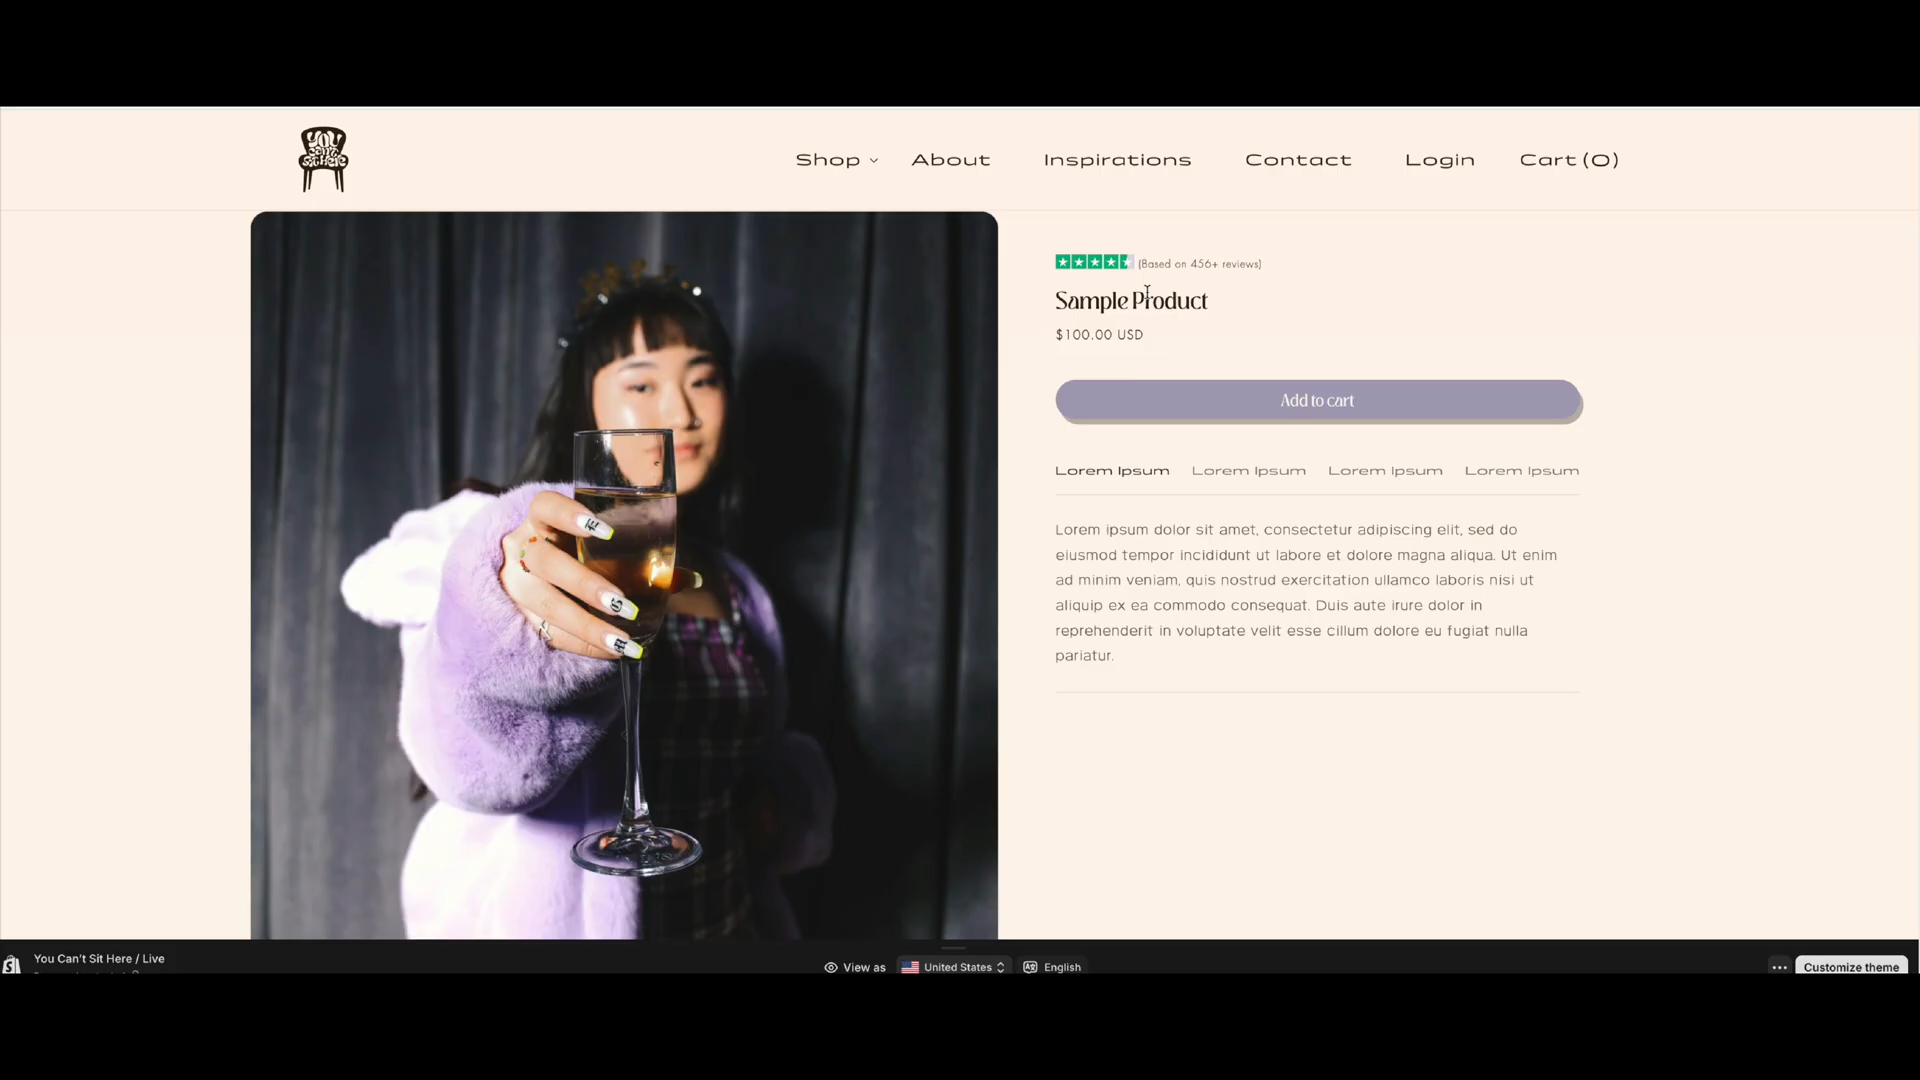 YOU
can't
sit HeRe
Shop
About
Inspirations
Contact
Login
Cart (0)
(Based on 456+ reviews)
Sample Product
$100.00 USD
Add to cart
Lorem Ipsum
Lorem Ipsum
Lorem Ipsum
Lorem Ipsum
Lorem ipsum dolor sit amet, consectetur adipiscing elit, sed do
eiusmod tempor incididunt ut labore et dolore magna aliqua. Ut enim
ad minim veniam, quis nostrud exercitation ullamco laboris nisi ut
aliquip ex ea commodo consequat. Duis aute irure dolor in
reprehenderit in voluptate velit esse cillum dolore eu fugiat nulla
pariatur.
You Can't Sit Here / Live
View as
United States
English
Customize theme